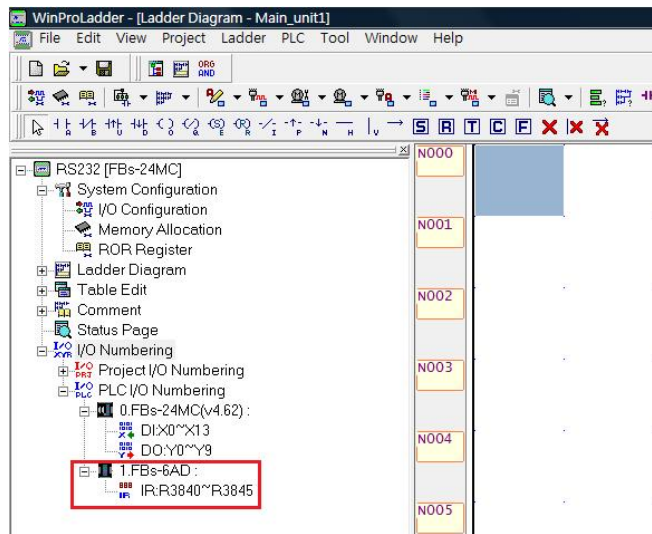 WinProLadder - [Ladder Diagram - Main_unit1]
File Edit View Project Ladder PLC Tool Window Help
ORG
AND
A B U D Q (S) (R) I P N S R T C F
RS232 [FBs-24MC]
N000
System Configuration
I/O Configuration
Memory Allocation
N001
ROR Register
Ladder Diagram
Table Edit
N002
Comment
Status Page
I/O Numbering
N003
Project I/O Numbering
PLC I/O Numbering
0.FBs-24MC(v4.62) :
DI:X0~X13
N004
DO:Y0~Y9
1.FBs-6AD :
IR:R3840~R3845
N005